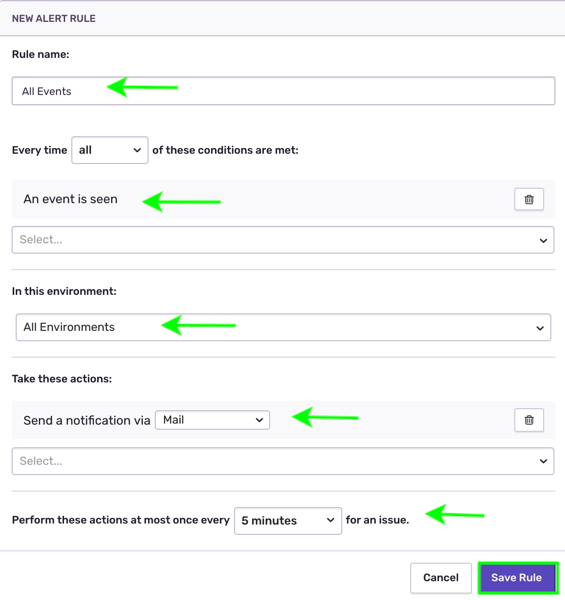 NEW ALERT RULE
Rule name:
All Events
Every time all of these conditions are met:
An event is seen
Select...
In this environment:
All Environments
Take these actions:
Send a notification via Mail
Select...
Perform these actions at most once every 5 minutes for an issue.
Cancel Save Rule